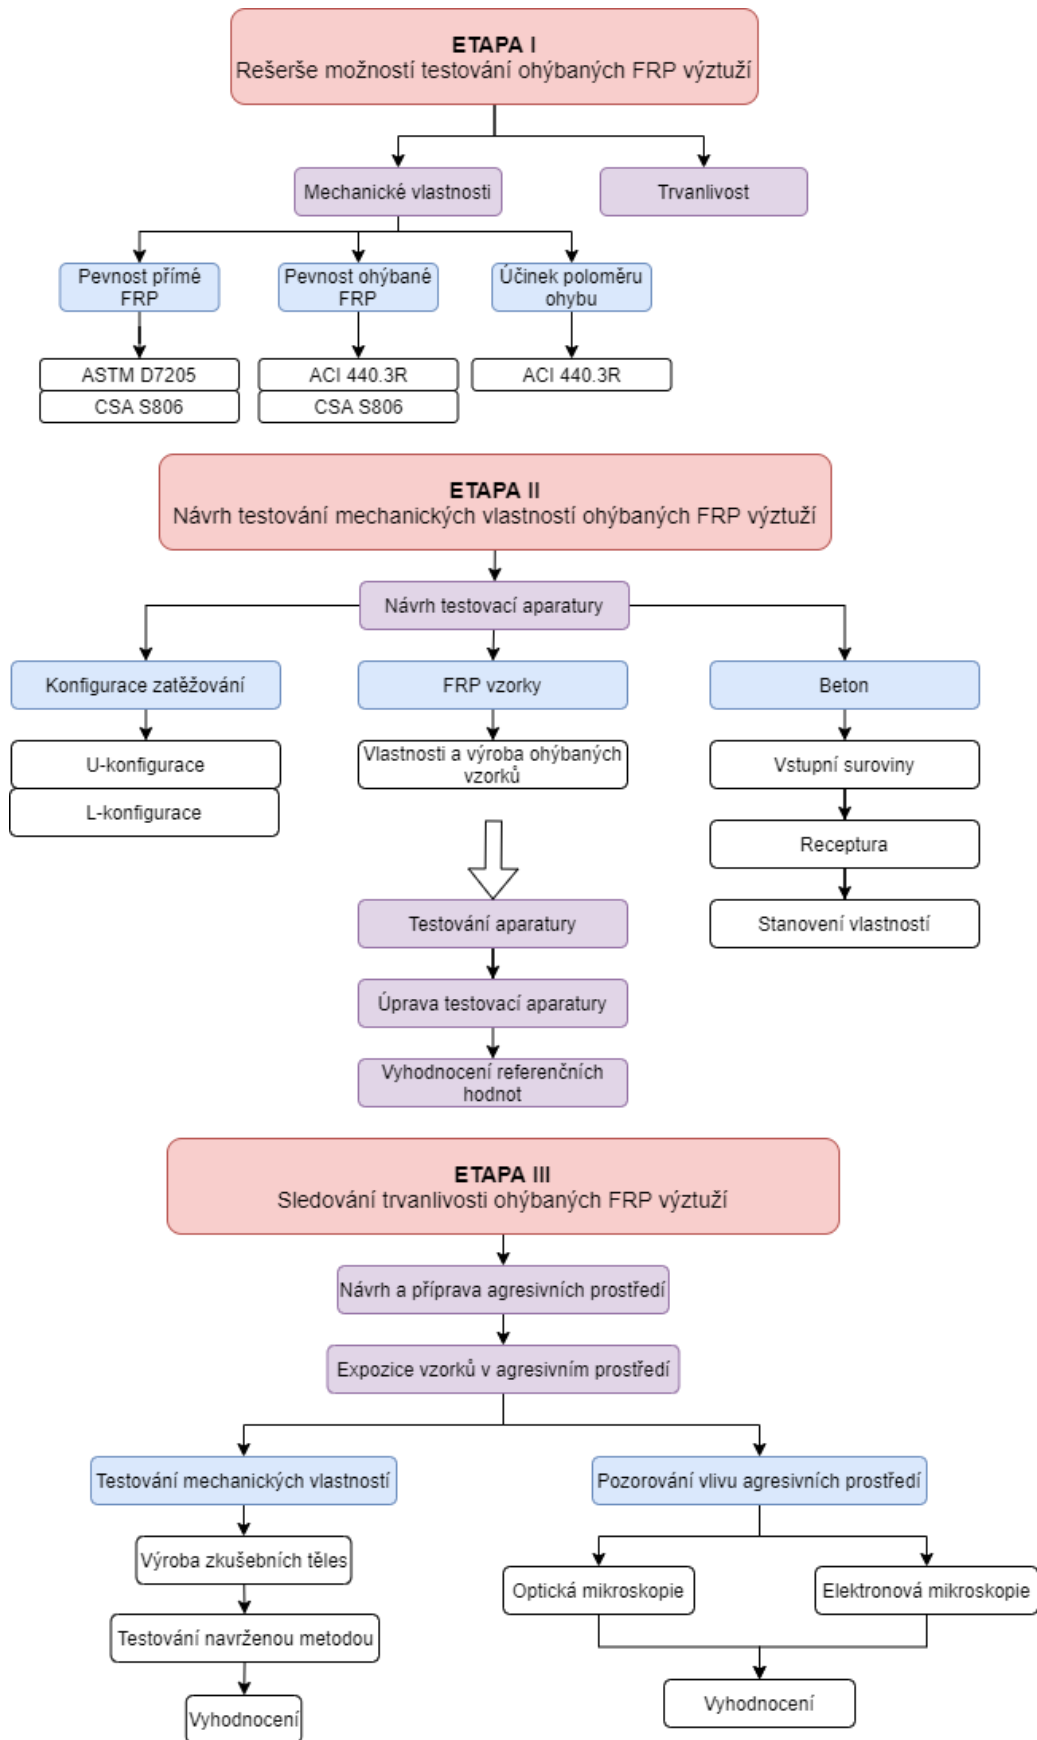 ETAPA I
Rešerše možností testování ohýbaných FRP výztuží
Mechanické vlastnosti
Trvanlivost
Pevnost přímé
FRP
Pevnost ohýbané
FRP
Účinek poloměru
ohybu
ASTM D7205
CSA S806
ACI 440.3R
CSA S806
ACI 440.3R
ETAPA II
Návrh testování mechanických vlastností ohýbaných FRP výztuží
Návrh testovací aparatury
Konfigurace zatěžování
FRP vzorky
Beton
U-konfigurace
L-konfigurace
Vlastnosti a výroba ohýbaných
vzorků
Vstupní suroviny
Receptura
Stanovení vlastností
Testování aparatury
Úprava testovací aparatury
Vyhodnocení referenčních
hodnot
ETAPA III
Sledování trvanlivosti ohýbaných FRP výztuží
Návrh a příprava agresivních prostředí
Expozice vzorků v agresivním prostředí
Testování mechanických vlastností
Pozorování vlivu agresivních prostředí
Výroba zkušebních těles
Testování navrženou metodou
Vyhodnocení
Optická mikroskopie
Elektronová mikroskopie
Vyhodnocení